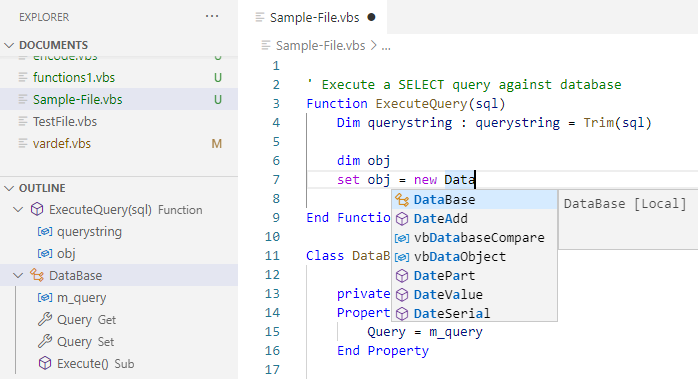 EXPLORER ...
DOCUMENTS
encode.vbs U
functions1.vbs U
Sample-File.vbs U
TestFile.vbs
vardef.vbs M
OUTLINE
ExecuteQuery(sql) Function
querystring
obj
DataBase
m_query
Query Get
Query Set
Execute() Sub
Sample-File.vbs
Sample-File.vbs > ...
1
2 ' Execute a SELECT query against database
3 Function ExecuteQuery(sql)
4 Dim querystring : querystring = Trim(sql)
5
6 dim obj
7 set obj = new Data
8
9 End Functio
10
11 Class DataB
12
13 private
14 Propert
15 Query = m_query
16 End Property
17
DataBase
DateAdd
vbDatabaseCompare
vbDataObject
DatePart
DateValue
DateSerial
DataBase [Local]